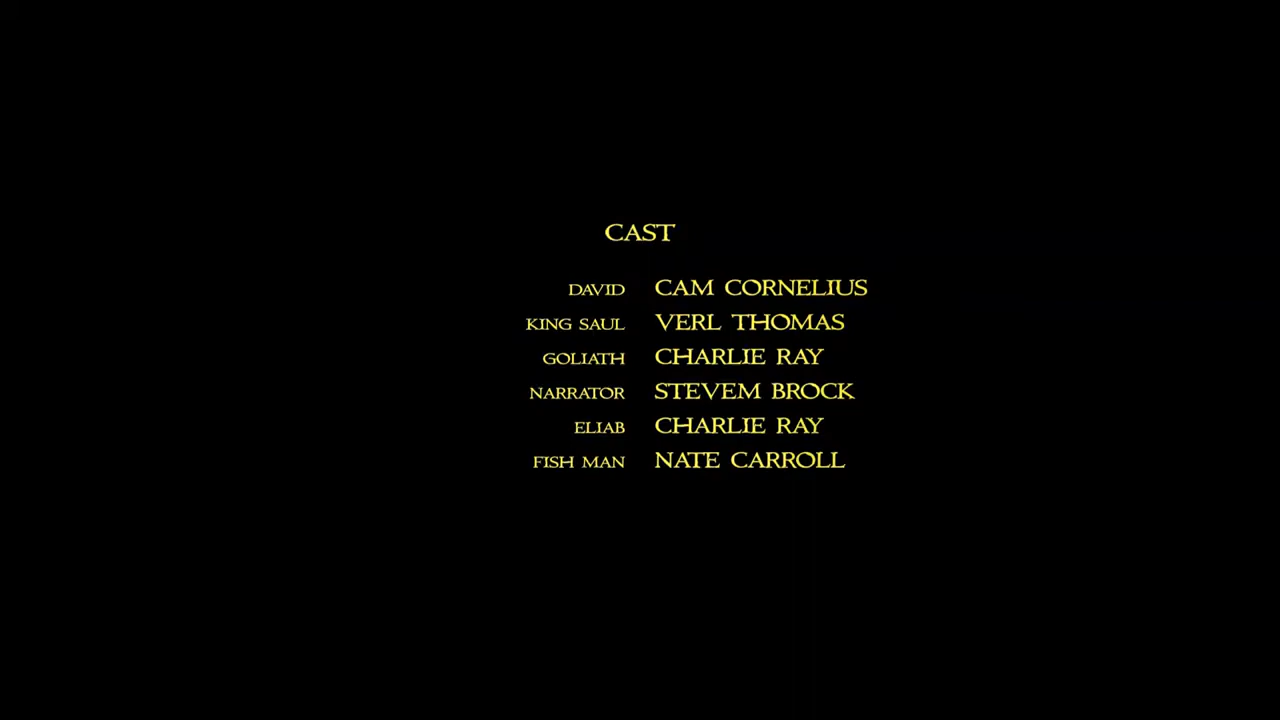 CAST
DAVID CAM CORNELIUS
KING SAUL VERL THOMAS
GOLIATH CHARLIE RAY
NARRATOR STEVEM BROCK
ELIAB CHARLIE RAY
FISH MAN NATE CARROLL